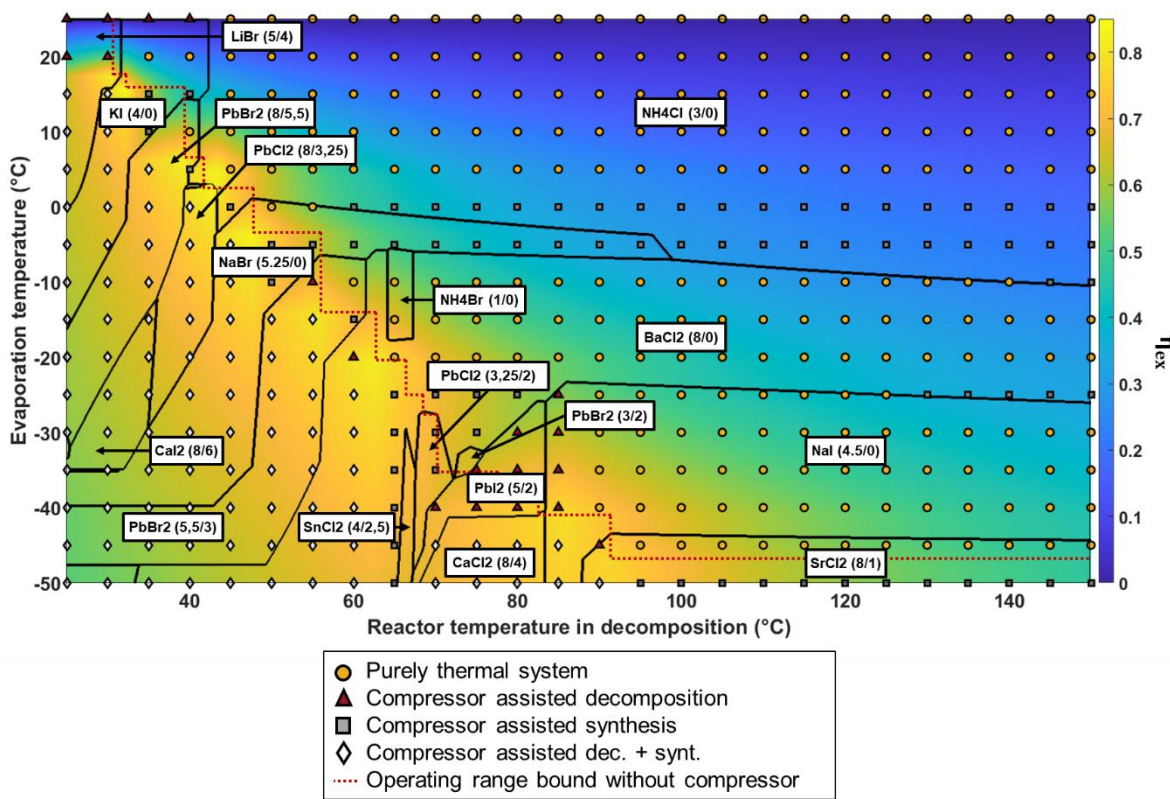 LiBr (5/4)
KI (4/0)
PbBr2 (8/5,5)
PbCl2 (8/3,25)
NH4Cl (3/0)
NaBr (5.25/0)
NH4Br (1/0)
BaCl2 (8/0)
PbCl2 (3,25/2)
PbBr2 (3/2)
CaI2 (8/6)
NaI (4.5/0)
PbI2 (5/2)
PbBr2 (5,5/3)
SnCl2 (4/2,5)
CaCl2 (8/4)
SrCl2 (8/1)
Evaporation temperature (°C)
20
10
0
-10
-20
-30
-40
-50
40
60
80
100
120
140
Reactor temperature in decomposition (°C)
0.8
0.7
0.6
0.5
0.4
0.3
0.2
0.1
0
ηex
Purely thermal system
Compressor assisted decomposition
Compressor assisted synthesis
Compressor assisted dec. + synt.
Operating range bound without compressor